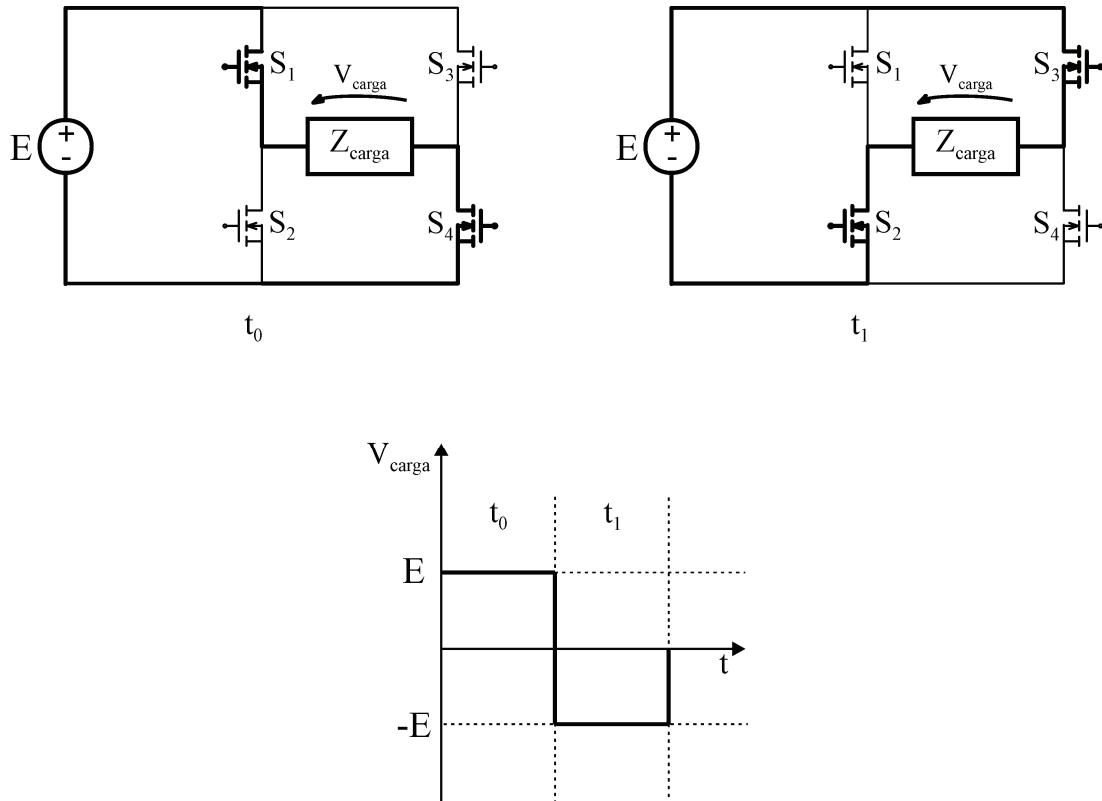 S1
S3
Vcarga
E
+
-
Zcarga
S2
S4
t0
S1
S3
Vcarga
E
+
-
Zcarga
S2
S4
t1
Vcarga
t0
t1
E
t
-E